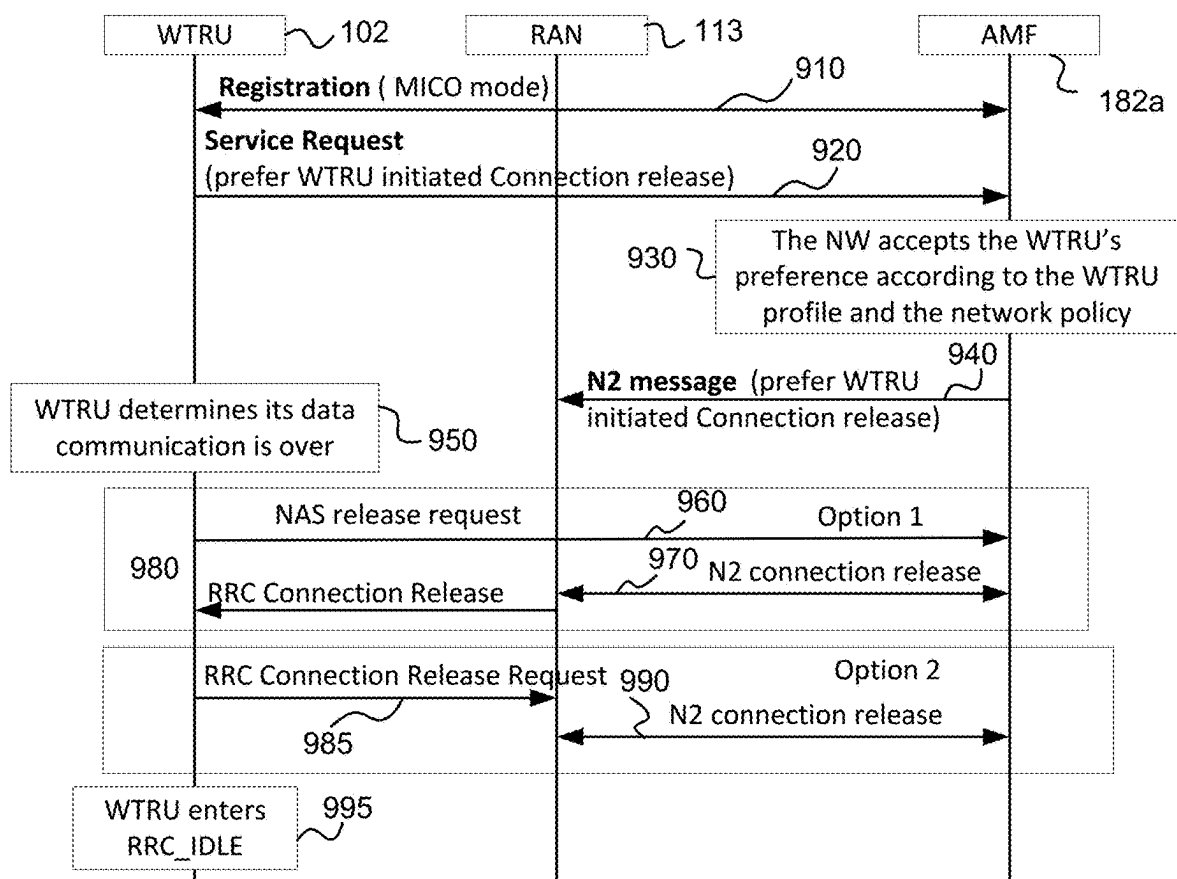 WTRU
102
RAN
113
AMF
182a
Registration ( MICO mode)
910
Service Request
(prefer WTRU initiated Connection release)
920
930
The NW accepts the WTRU's
preference according to the WTRU
profile and the network policy
940
N2 message (prefer WTRU
initiated Connection release)
WTRU determines its data
communication is over
950
NAS release request
960
Option 1
980
970
N2 connection release
RRC Connection Release
RRC Connection Release Request
Option 2
985
990
N2 connection release
WTRU enters
RRC_IDLE
995